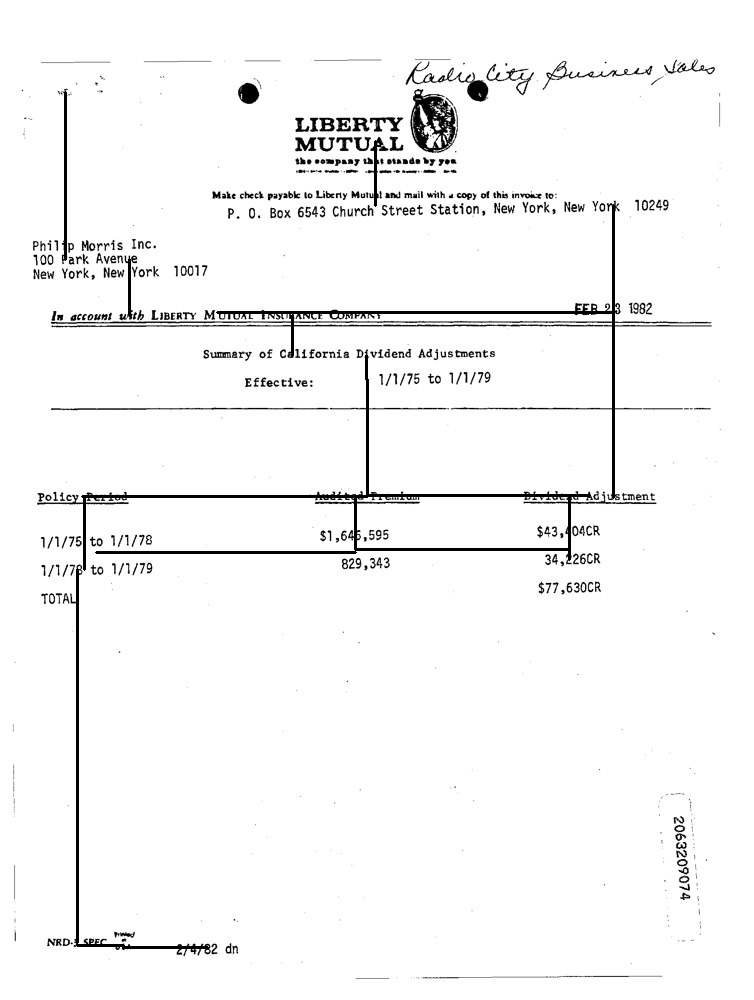 Radio City Business Sales
LIBERTY
MUTUAL
the company that stands by you
Make check payable to Liberty Mutual and mail with a copy of this invoice to:
P. O. Box 6543 Church Street Station, New York, New York 10249
Philip Morris Inc.
100 Park Avenue
New York, New York 10017
In account with LIBERTY MUTUAL INSURANCE COMPANY FEB 23 1982
Summary of California Dividend Adjustments
Effective: 1/1/75 to 1/1/79
Policy Period Audited Premium Dividend Adjustment
1/1/75 to 1/1/78 $1,646,595 $43,404CR
1/1/78 to 1/1/79 829,343 34,226CR
TOTAL $77,630CR
2063209074
NRD- SPEC Printed
2/4/82 dn